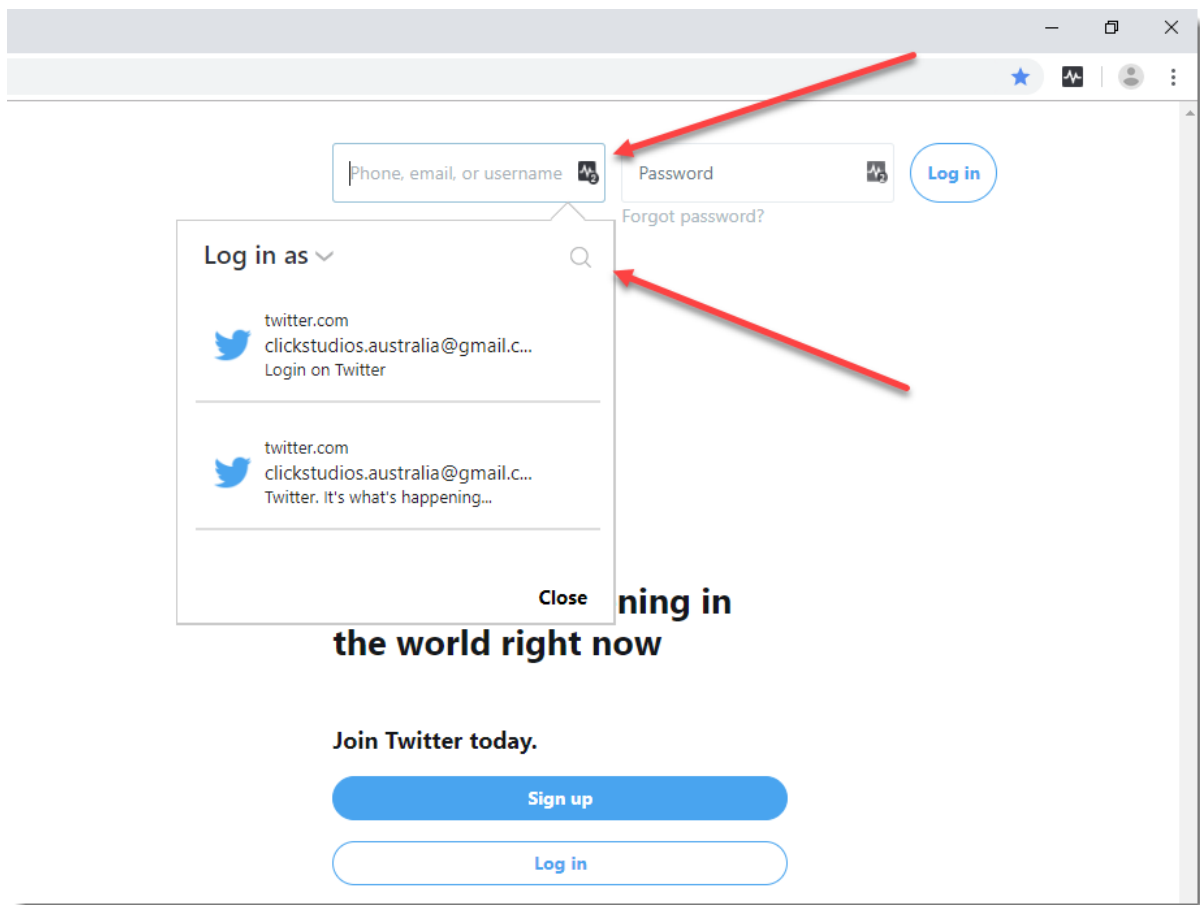 Phone, email, or username 2
Password 2
Log in
Forgot password?
Log in as
twitter.com
clickstudios.australia@gmail.c...
Login on Twitter
twitter.com
clickstudios.australia@gmail.c...
Twitter. It's what's happening...
Close
ning in
the world right now
Join Twitter today.
Sign up
Log in